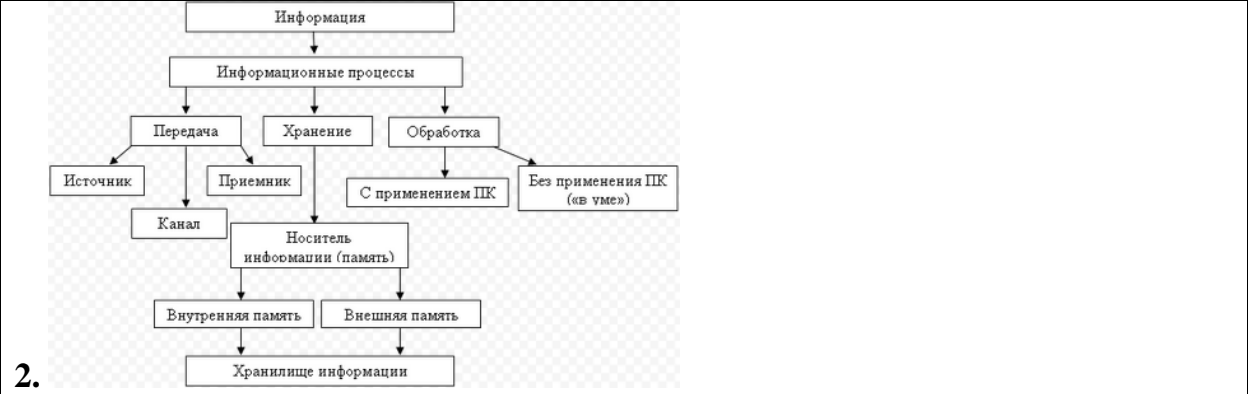 Информация
Информационные процессы
Передача
Хранение
Обработка
Источник
Приемник
С применением ПК
Без применения ПК
(«в уме»)
Канал
Носитель
информации (память)
Внутренняя память
Внешняя память
Хранилище информации
2.